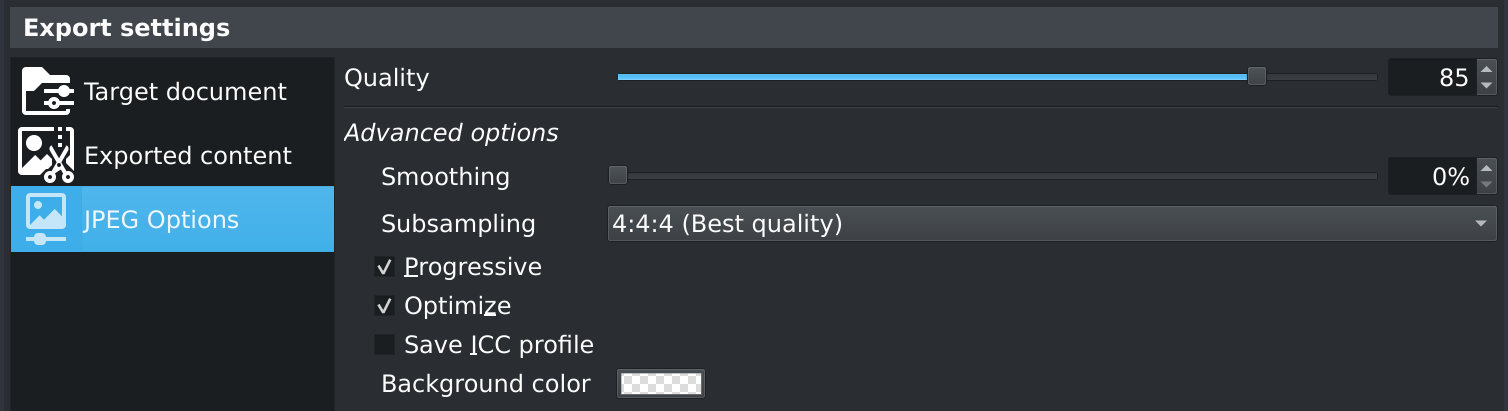 Export settings
Target document
Exported content
JPEG Options
Quality 85
Advanced options
Smoothing 0%
Subsampling 4:4:4 (Best quality)
Progressive
Optimize
Save ICC profile
Background color